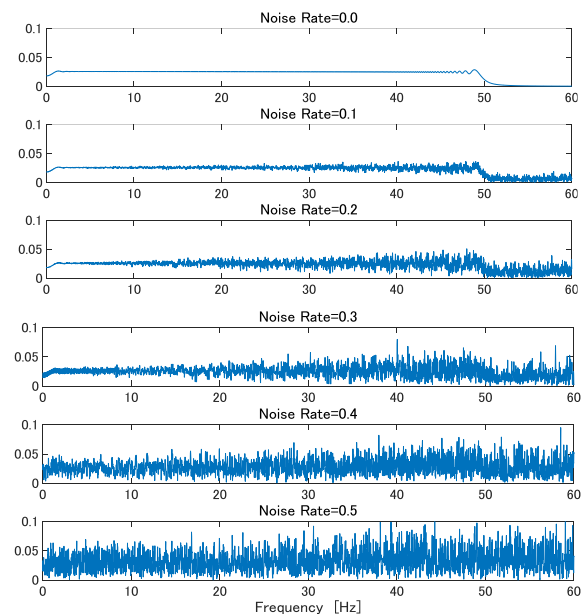 Noise Rate=0.0
0.1
0.05
0
0 10 20 30 40 50 60
Noise Rate=0.1
0.1
0.05
0
0 10 20 30 40 50 60
Noise Rate=0.2
0.1
0.05
0
0 10 20 30 40 50 60
Noise Rate=0.3
0.1
0.05
0
0 10 20 30 40 50 60
Noise Rate=0.4
0.1
0.05
0
0 10 20 30 40 50 60
Noise Rate=0.5
0.1
0.05
0
0 10 20 30 40 50 60
Frequency [Hz]